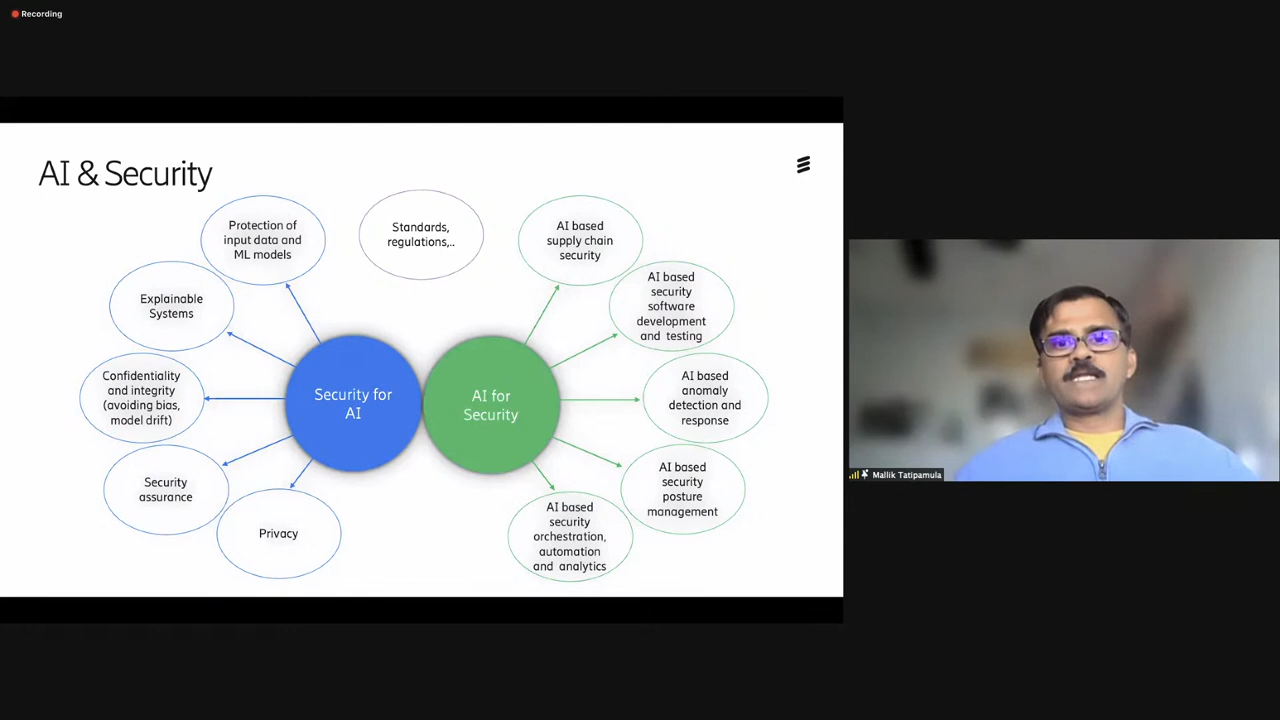 Recording
AI & Security
Protection of
input data and
ML models
Standards,
regulations,..
AI based
supply chain
security
Explainable
Systems
AI based
security
software
development
and testing
Confidentiality
and integrity
(avoiding bias,
model drift)
Security for
AI
AI for
Security
AI based
anomaly
detection and
response
Security
assurance
AI based
security
posture
management
Privacy
AI based
security
orchestration,
automation
and analytics
Mallik Tatipamula